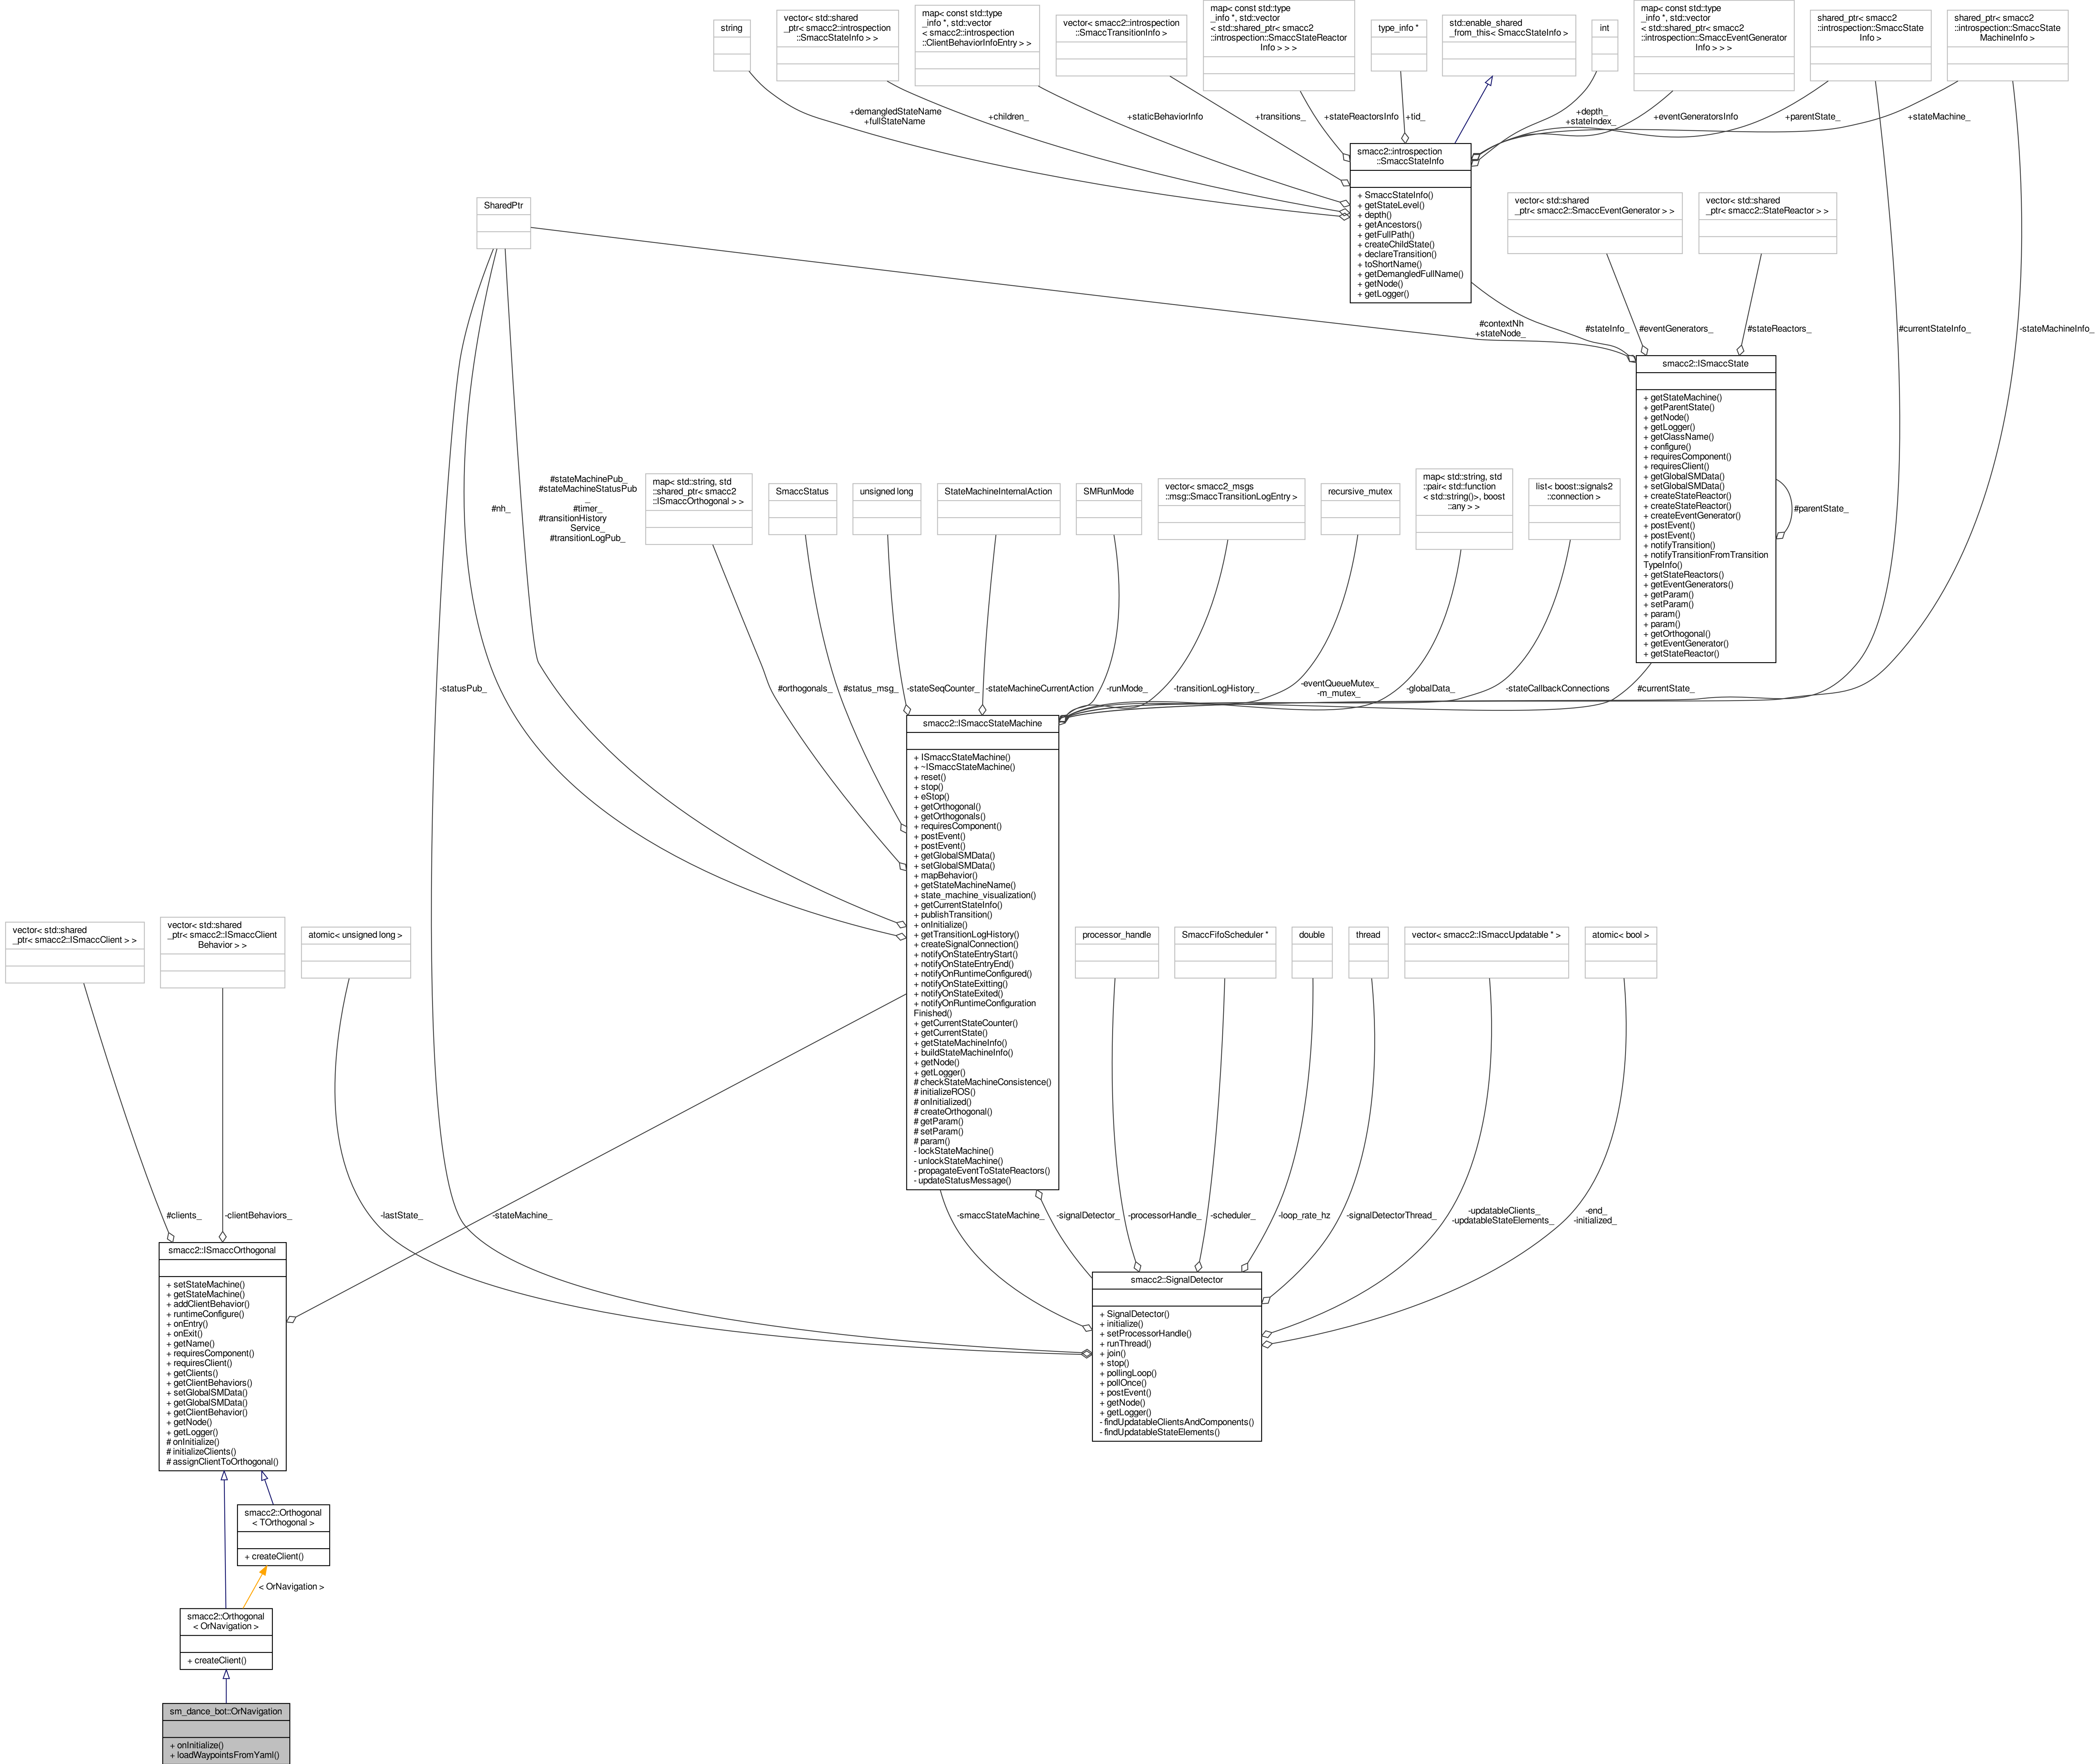 string
vector< std::shared
_ptr< smacc2::introspection
::SmaccStateInfo > >
map< const std::type
_info *, std::vector
< smacc2::introspection
::ClientBehaviorInfoEntry > >
vector< smacc2::introspection
::SmaccTransitionInfo >
map< const std::type
_info *, std::vector
< std::shared_ptr< smacc2
::introspection::SmaccStateReactor
Info > > >
type_info *
std::enable_shared
_from_this< SmaccStateInfo >
int
map< const std::type
_info *, std::vector
< std::shared_ptr< smacc2
::introspection::SmaccEventGenerator
Info > > >
shared_ptr< smacc2
::introspection::SmaccState
Info >
shared_ptr< smacc2
::introspection::SmaccState
MachineInfo >
+demangledStateName
+fullStateName
+children_
+staticBehaviorInfo
+transitions_
+stateReactorsInfo
+tid_
+depth_
+stateIndex_
+eventGeneratorsInfo
+parentState_
+stateMachine_
smacc2::introspection
::SmaccStateInfo
+ SmaccStateInfo()
+ getStateLevel()
+ depth()
+ getAncestors()
+ getFullPath()
+ createChildState()
+ declareTransition()
+ toShortName()
+ getDemangledFullName()
+ getNode()
+ getLogger()
SharedPtr
vector< std::shared
_ptr< smacc2::SmaccEventGenerator > >
vector< std::shared
_ptr< smacc2::StateReactor > >
#contextNh
+stateNode_
#stateInfo_
#eventGenerators_
#stateReactors_
#currentStateInfo_
-stateMachineInfo_
smacc2::ISmaccState
+ getStateMachine()
+ getParentState()
+ getNode()
+ getLogger()
+ getClassName()
+ configure()
+ requiresComponent()
+ requiresClient()
+ getGlobalSMData()
+ setGlobalSMData()
+ createStateReactor()
+ createStateReactor()
+ createEventGenerator()
+ postEvent()
+ postEvent()
+ notifyTransition()
+ notifyTransitionFromTransition
TypeInfo()
+ getStateReactors()
+ getEventGenerators()
+ getParam()
+ setParam()
+ param()
+ param()
+ getOrthogonal()
+ getEventGenerator()
+ getStateReactor()
#parentState_
#nh_
#stateMachinePub_
#stateMachineStatusPub
_
#timer_
#transitionHistory
Service_
#transitionLogPub_
map< std::string, std
::shared_ptr< smacc2
::ISmaccOrthogonal > >
SmaccStatus
unsigned long
StateMachineInternalAction
SMRunMode
vector< smacc2_msgs
::msg::SmaccTransitionLogEntry >
recursive_mutex
map< std::string, std
::pair< std::function
< std::string()>, boost
::any > >
list< boost::signals2
::connection >
-statusPub_
#orthogonals_
#status_msg_
-stateSeqCounter_
-stateMachineCurrentAction
-runMode_
-transitionLogHistory_
-eventQueueMutex_
-m_mutex_
-globalData_
-stateCallbackConnections
#currentState_
smacc2::ISmaccStateMachine
+ ISmaccStateMachine()
+ ~ISmaccStateMachine()
+ reset()
+ stop()
+ eStop()
+ getOrthogonal()
+ getOrthogonals()
+ requiresComponent()
+ postEvent()
+ postEvent()
+ getGlobalSMData()
+ setGlobalSMData()
+ mapBehavior()
+ getStateMachineName()
+ state_machine_visualization()
+ getCurrentStateInfo()
+ publishTransition()
+ onInitialize()
+ getTransitionLogHistory()
+ createSignalConnection()
+ notifyOnStateEntryStart()
+ notifyOnStateEntryEnd()
+ notifyOnRuntimeConfigured()
+ notifyOnStateExitting()
+ notifyOnStateExited()
+ notifyOnRuntimeConfiguration
Finished()
+ getCurrentStateCounter()
+ getCurrentState()
+ getStateMachineInfo()
+ buildStateMachineInfo()
+ getNode()
+ getLogger()
# checkStateMachineConsistence()
# initializeROS()
# onInitialized()
# createOrthogonal()
# getParam()
# setParam()
# param()
- lockStateMachine()
- unlockStateMachine()
- propagateEventToStateReactors()
- updateStatusMessage()
vector< std::shared
_ptr< smacc2::ISmaccClient > >
vector< std::shared
_ptr< smacc2::ISmaccClient
Behavior > >
atomic< unsigned long >
processor_handle
SmaccFifoScheduler *
double
thread
vector< smacc2::ISmaccUpdatable * >
atomic< bool >
#clients_
-clientBehaviors_
-lastState_
-stateMachine_
-smaccStateMachine_
-signalDetector_
-processorHandle_
-scheduler_
-loop_rate_hz
-signalDetectorThread_
-updatableClients_
-updatableStateElements_
-end_
-initialized_
smacc2::ISmaccOrthogonal
+ setStateMachine()
+ getStateMachine()
+ addClientBehavior()
+ runtimeConfigure()
+ onEntry()
+ onExit()
+ getName()
+ requiresComponent()
+ requiresClient()
+ getClients()
+ getClientBehaviors()
+ setGlobalSMData()
+ getGlobalSMData()
+ getClientBehavior()
+ getNode()
+ getLogger()
# onInitialize()
# initializeClients()
# assignClientToOrthogonal()
smacc2::SignalDetector
+ SignalDetector()
+ initialize()
+ setProcessorHandle()
+ runThread()
+ join()
+ stop()
+ pollingLoop()
+ pollOnce()
+ postEvent()
+ getNode()
+ getLogger()
- findUpdatableClientsAndComponents()
- findUpdatableStateElements()
smacc2::Orthogonal
< TOrthogonal >
+ createClient()
< OrNavigation >
smacc2::Orthogonal
< OrNavigation >
+ createClient()
sm_dance_bot::OrNavigation
+ onInitialize()
+ loadWaypointsFromYaml()